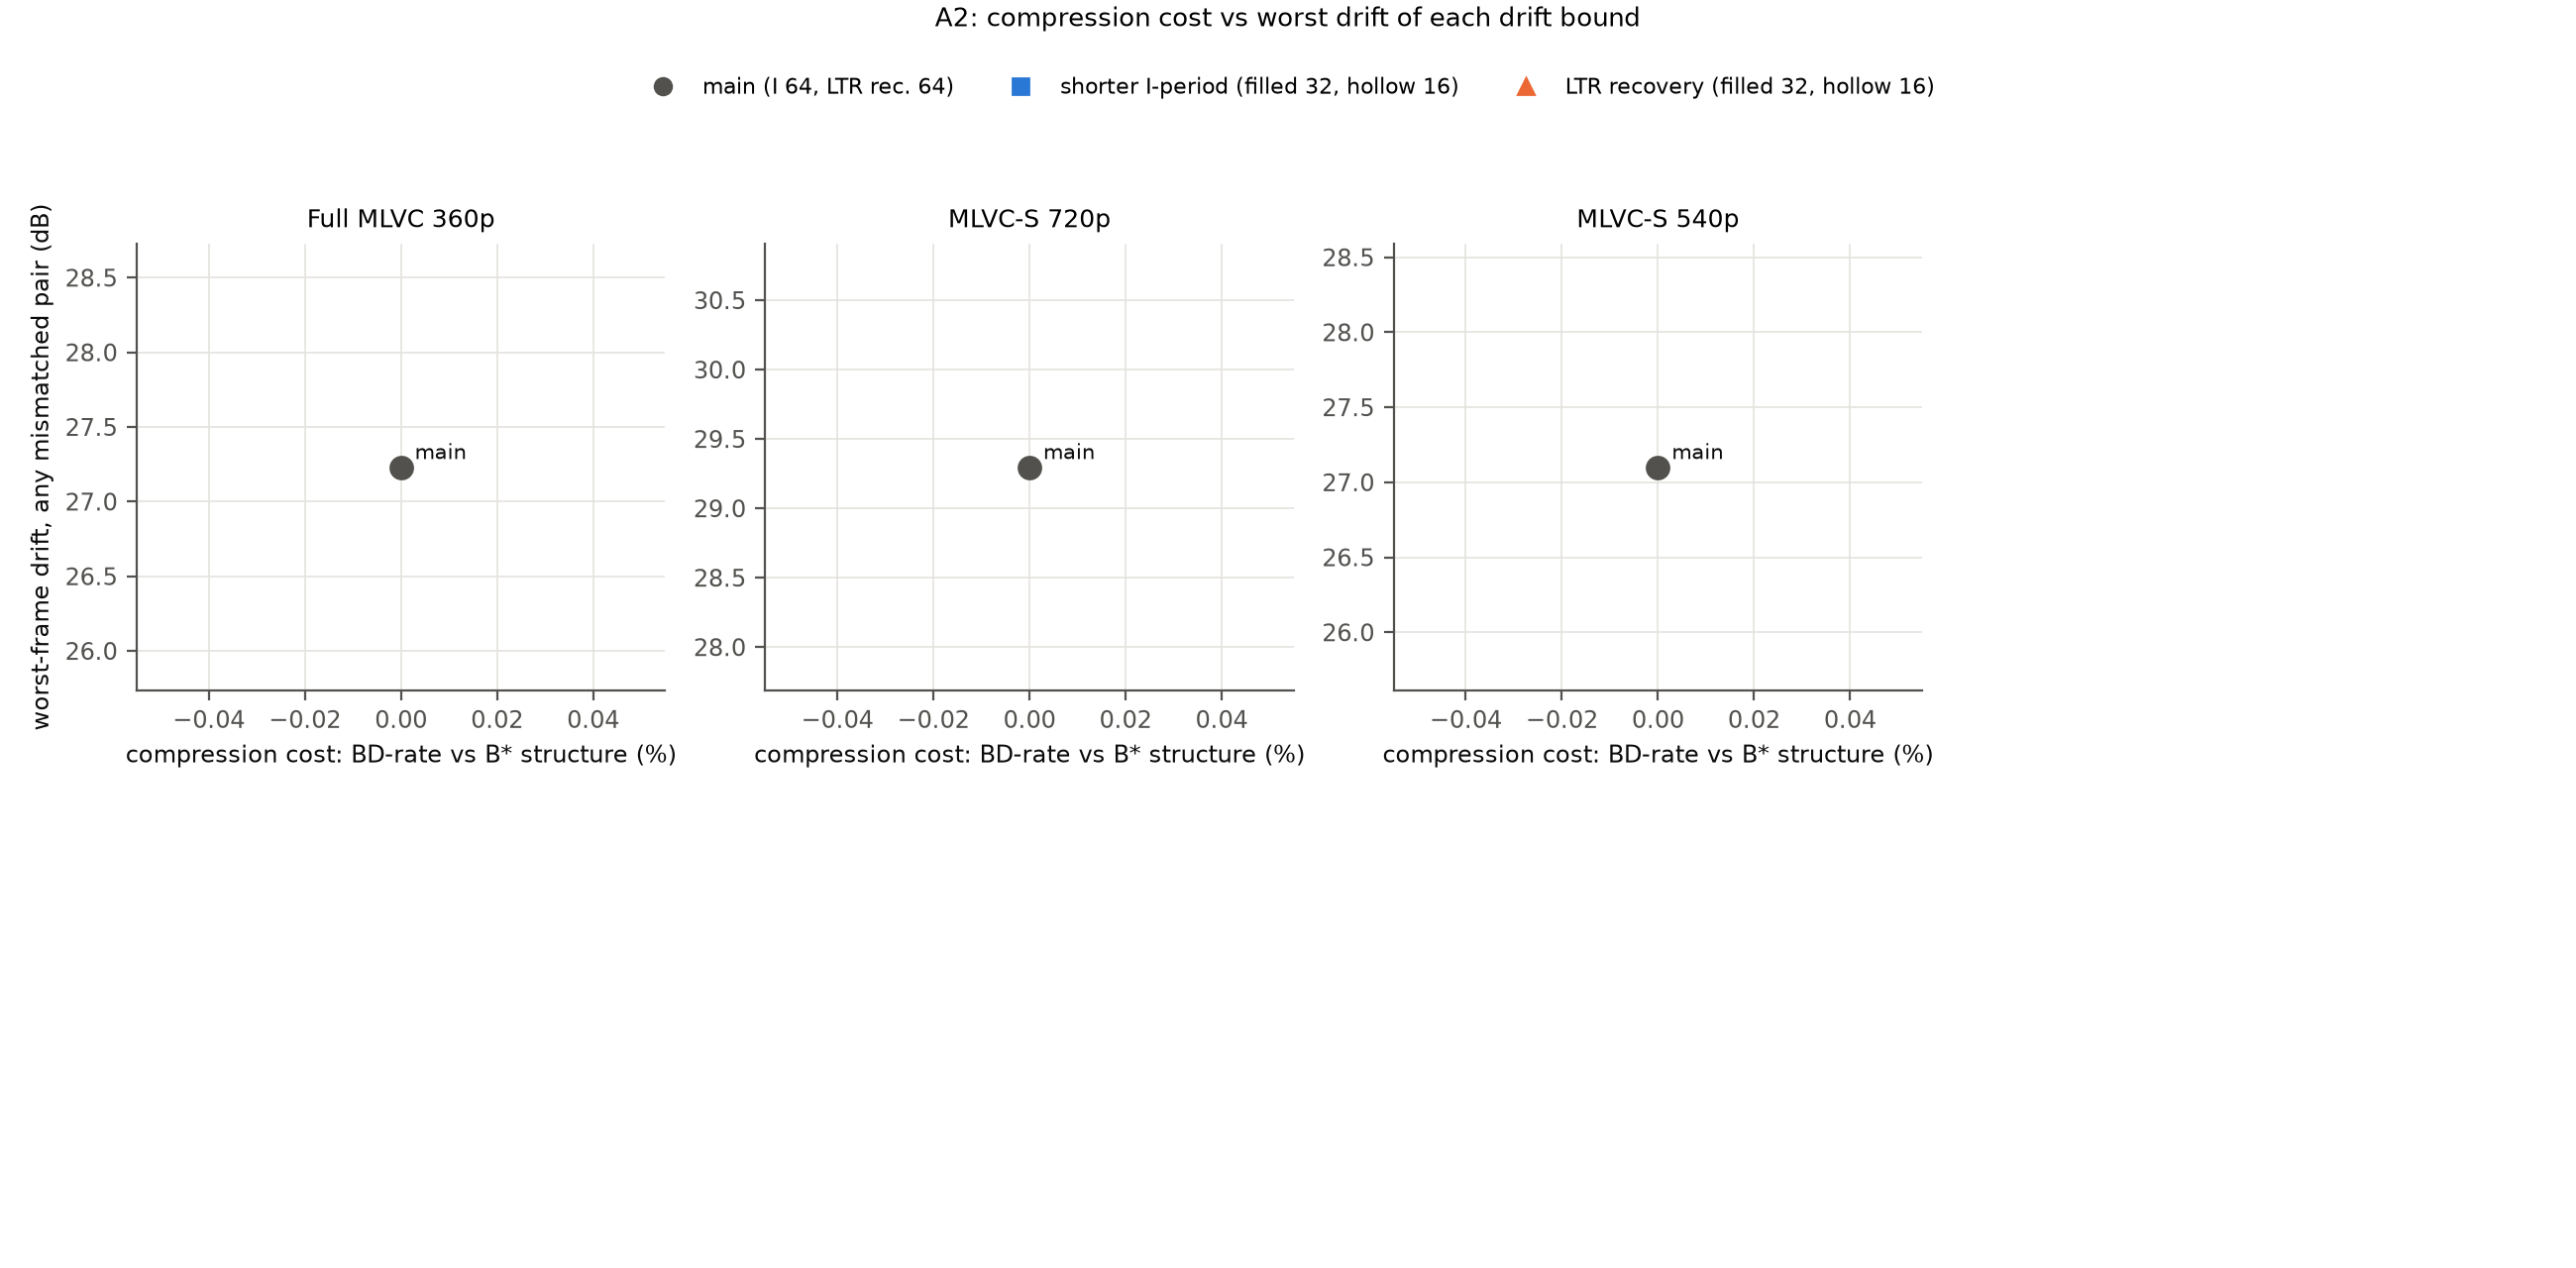 A2: compression cost vs worst drift of each drift bound
main (I 64, LTR rec. 64)
shorter I-period (filled 32, hollow 16)
LTR recovery (filled 32, hollow 16)
worst-frame drift, any mismatched pair (dB)
Full MLVC 360p
28.5
28.0
27.5
27.0
26.5
26.0
main
−0.04 −0.02 0.00 0.02 0.04
compression cost: BD-rate vs B* structure (%)
MLVC-S 720p
30.5
30.0
29.5
29.0
28.5
28.0
main
−0.04 −0.02 0.00 0.02 0.04
compression cost: BD-rate vs B* structure (%)
MLVC-S 540p
28.5
28.0
27.5
27.0
26.5
26.0
main
−0.04 −0.02 0.00 0.02 0.04
compression cost: BD-rate vs B* structure (%)